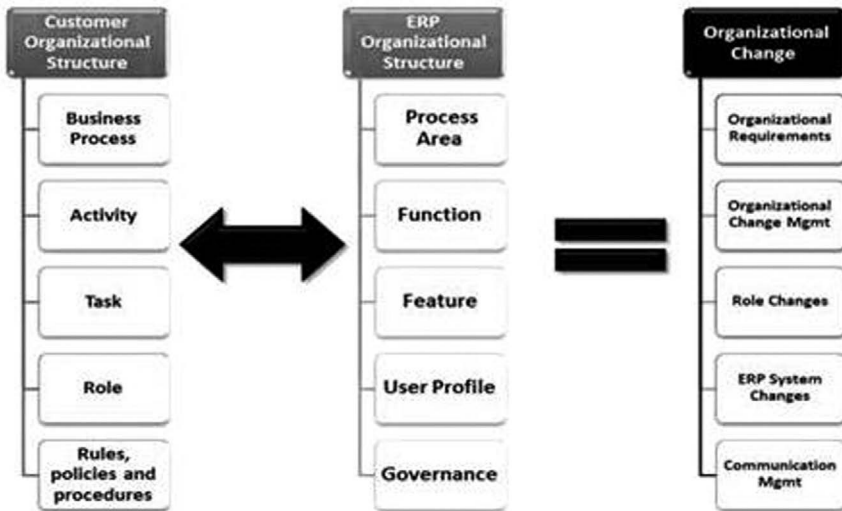 Customer
Organizational
Structure
Business
Process
Activity
Task
Role
Rules,
policies and
procedures
ERP
Organizational
Structure
Process
Area
Function
Feature
User Profile
Governance
Organizational
Change
Organizational
Requirements
Organizational
Change Mgmt
Role Changes
ERP System
Changes
Communication
Mgmt